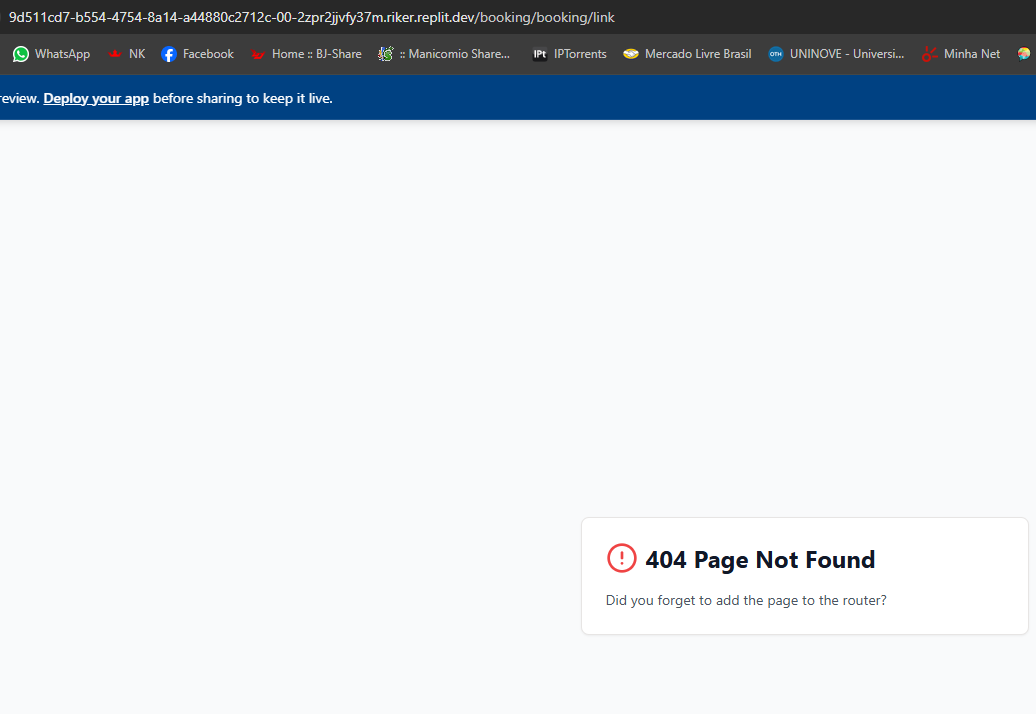 9d511cd7-b554-4754-8a14-a44880c2712c-00-2zpr2jjvfy37m.riker.replit.dev/booking/booking/link
WhatsApp NK Facebook Home :: BJ-Share :: Manicomio Share... IPT IPTorrents Mercado Livre Brasil OTH UNINOVE - Universi... Minha Net
review. Deploy your app before sharing to keep it live.
404 Page Not Found
Did you forget to add the page to the router?